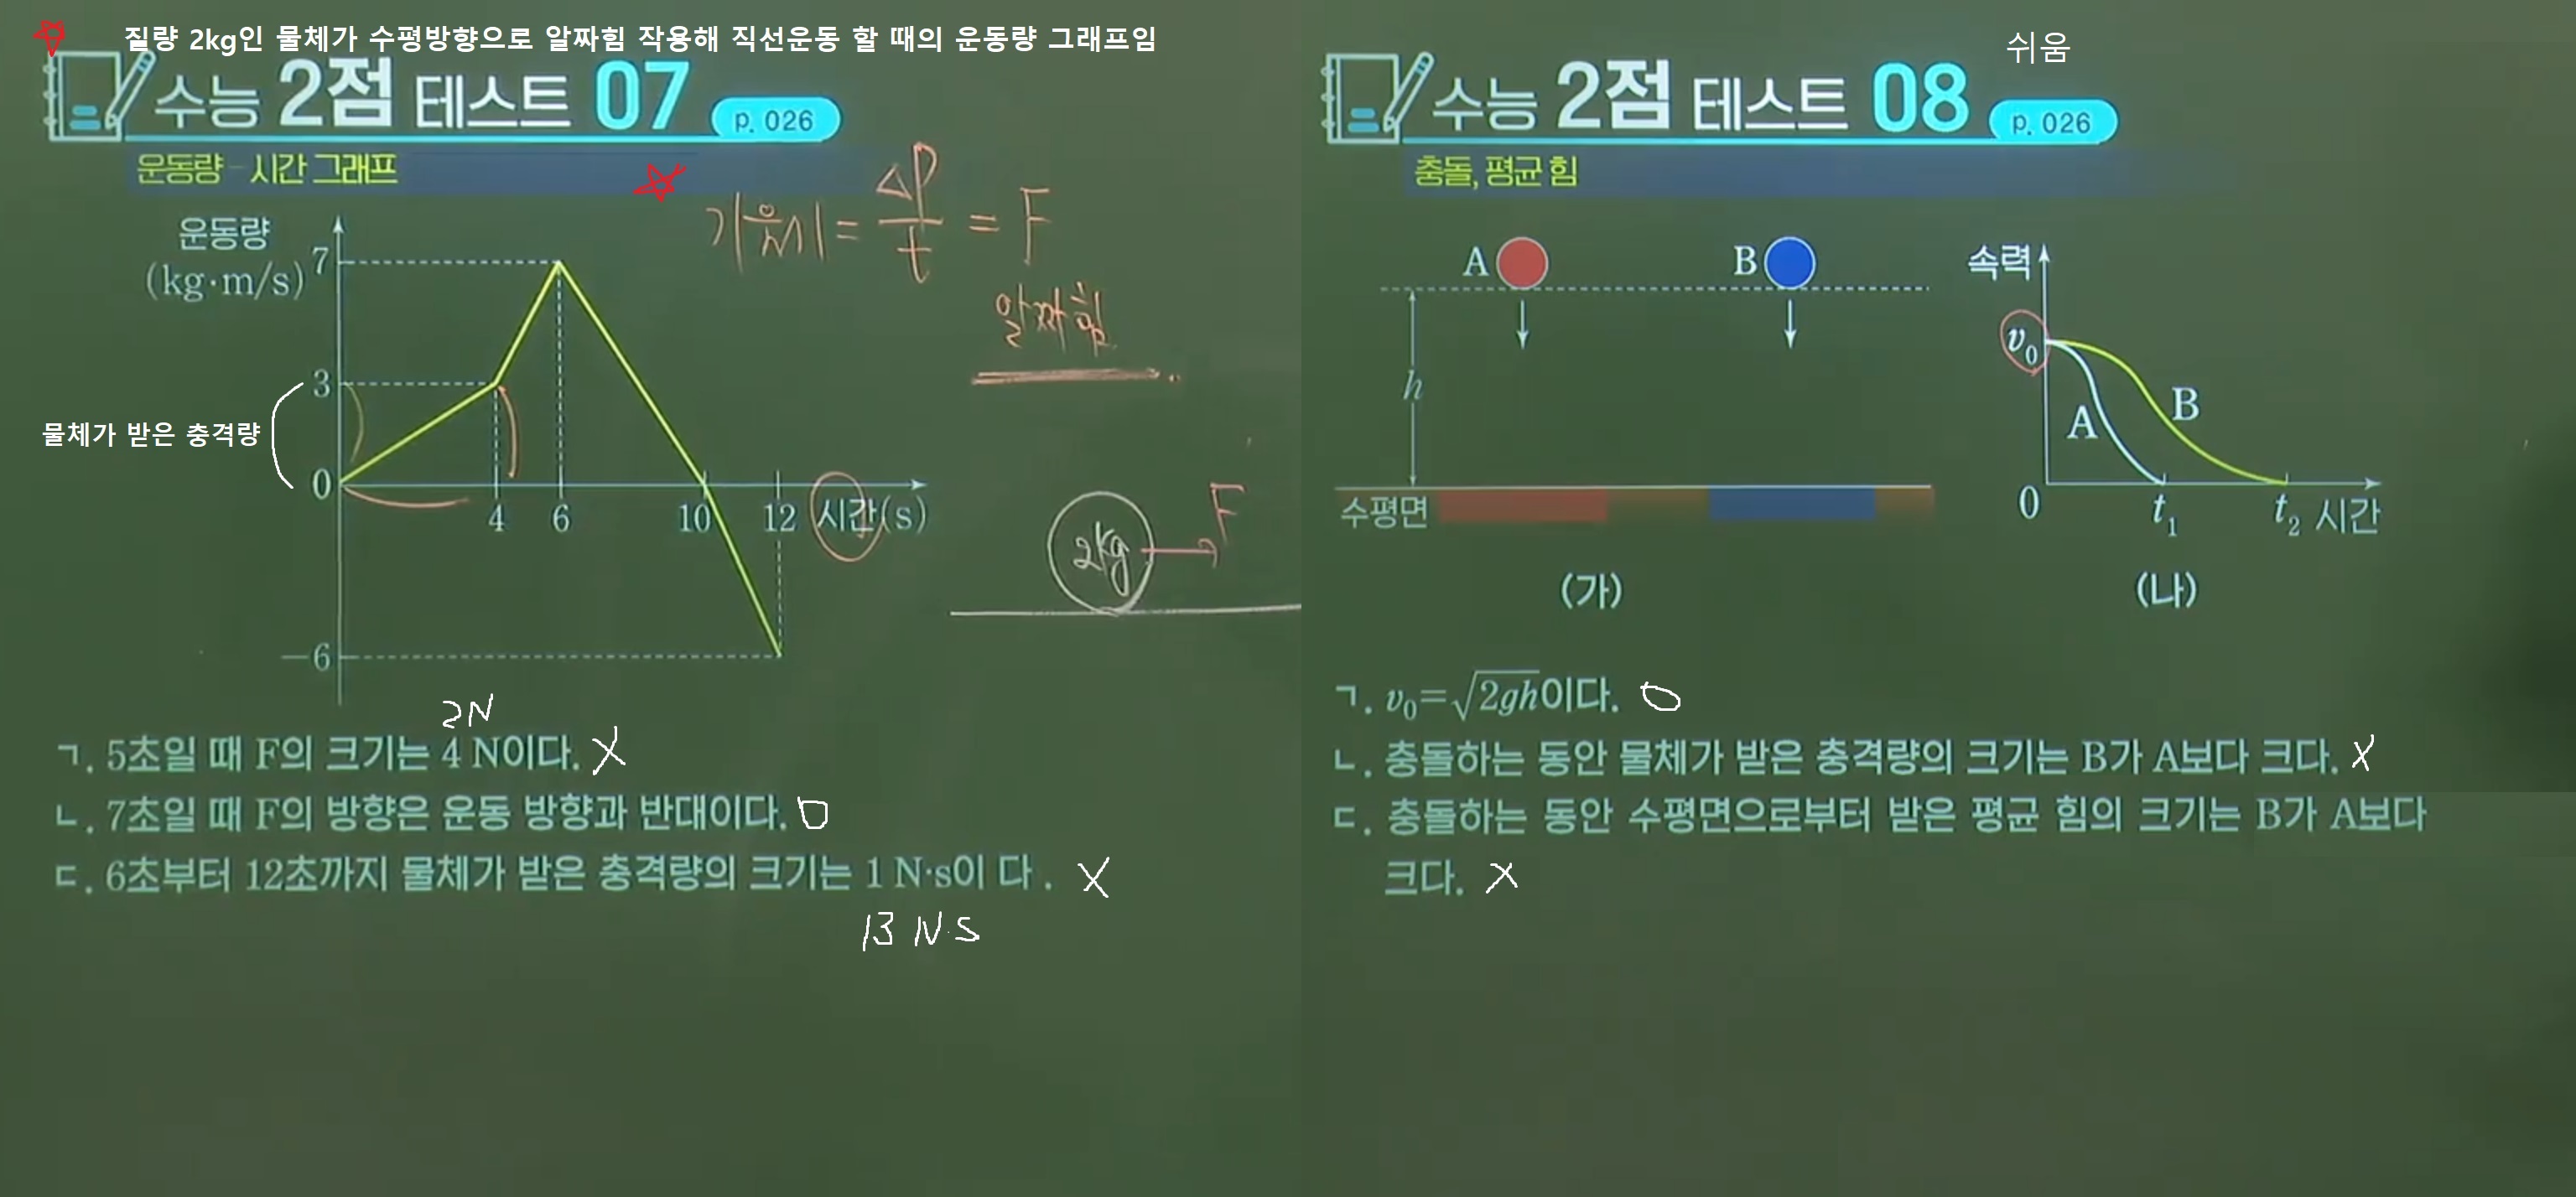 질량 2kg인 물체가 수평방향으로 알짜힘 작용해 직선운동 할 때의 운동량 그래프임
수능 2점 테스트 07 p. 026
운동량 - 시간 그래프
기울기 = ΔP/t = F
알짜힘
운동량
(kg·m/s)
7
3
0
-6
물체가 받은 충격량
4 6 10 12 시간(s)
2kg F
2N
ㄱ. 5초일 때 F의 크기는 4 N이다. X
ㄴ. 7초일 때 F의 방향은 운동 방향과 반대이다. O
ㄷ. 6초부터 12초까지 물체가 받은 충격량의 크기는 1 N·s이 다 . X
13 N·S
쉬움
수능 2점 테스트 08 p. 026
충돌, 평균 힘
A B
h
수평면
(가)
속력
v₀
A B
0 t₁ t₂ 시간
(나)
ㄱ. v₀=√2gh이다. O
ㄴ. 충돌하는 동안 물체가 받은 충격량의 크기는 B가 A보다 크다. X
ㄷ. 충돌하는 동안 수평면으로부터 받은 평균 힘의 크기는 B가 A보다
크다. X